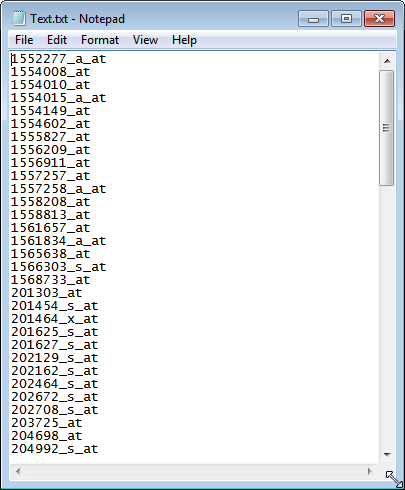 Text.txt - Notepad
File Edit Format View Help
1552277_a_at
1554008_at
1554010_at
1554015_a_at
1554149_at
1554602_at
1555827_at
1556209_at
1556911_at
1557257_at
1557258_a_at
1558208_at
1558813_at
1561657_at
1561834_a_at
1565638_at
1566303_s_at
1568733_at
201303_at
201454_s_at
201464_x_at
201625_s_at
201627_s_at
202129_s_at
202162_s_at
202464_s_at
202672_s_at
202708_s_at
203725_at
204698_at
204992_s_at